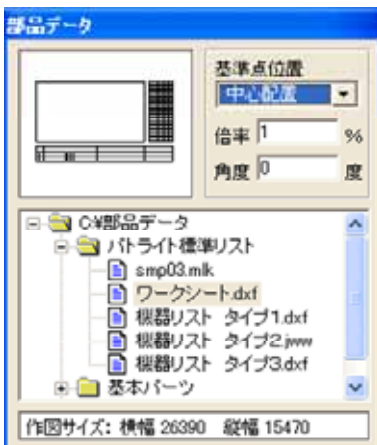 部品データ
基準点位置
中心配置
倍率 1 %
角度 0 度
C:¥部品データ
パトライト標準リスト
smp03.mlk
ワークシート.dxf
機器リスト タイプ1.dxf
機器リスト タイプ2.jww
機器リスト タイプ3.dxf
基本パーツ
作図サイズ: 横幅 26390 縦幅 15470